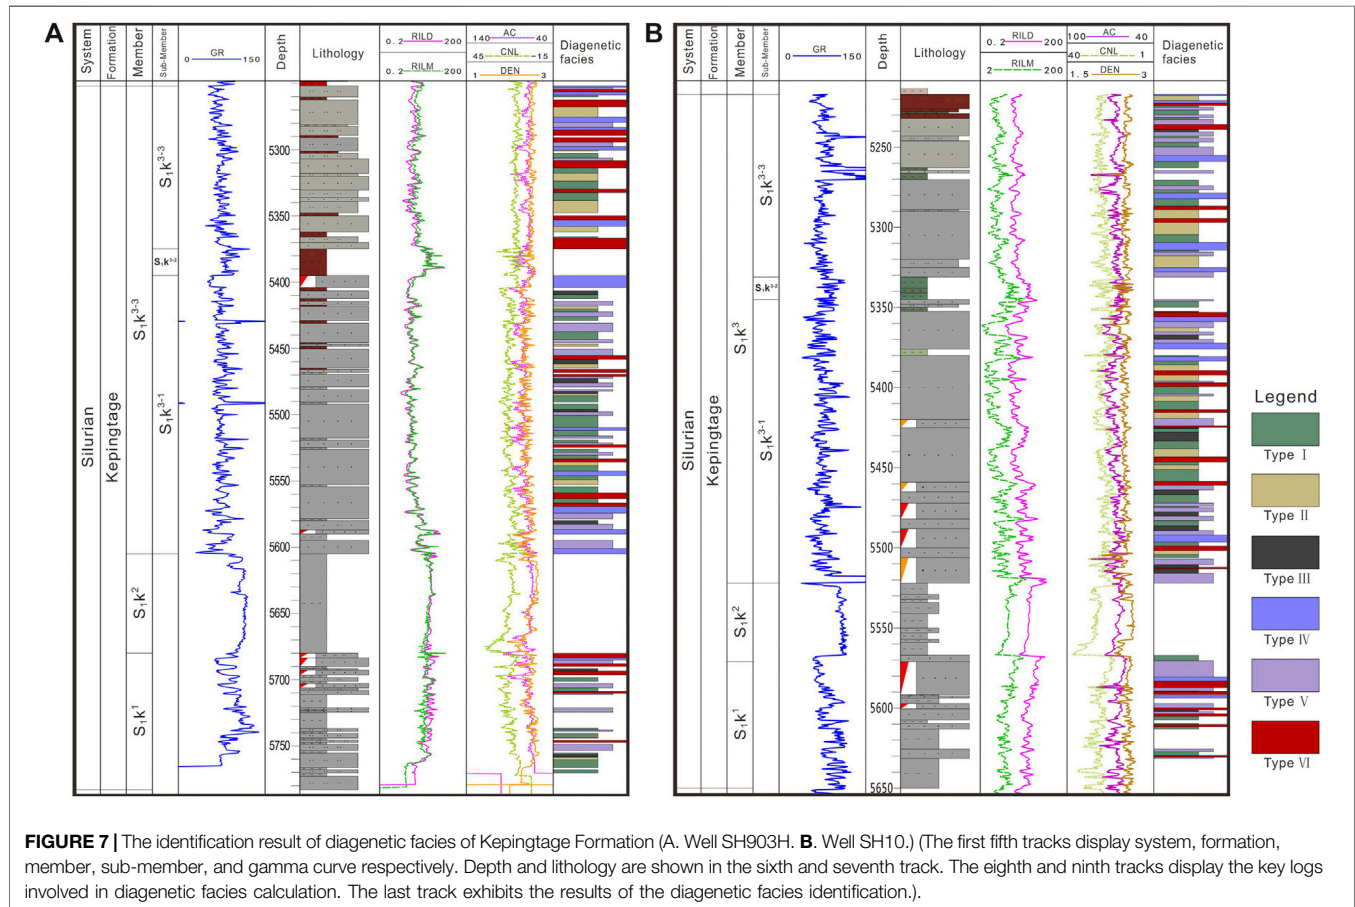 A
System
Formation
Member
Sub-Member
GR
0 150
Depth
Lithology
0.2 RILD 200
RILM
0.2 200
140 AC 40
45 CNL -15
DEN
1 3
Diagenetic
facies
Silurian
Kepingtage
S₁k³⁻³
S₁k³⁻²
S₁k³⁻³
S₁k³⁻¹
S₁k²
S₁k¹
5300
5350
5400
5450
5500
5550
5600
5650
5700
5750
B
System
Formation
Member
Sub-Member
GR
0 150
Depth
Lithology
0.2 RILD 200
RILM
2 200
100 AC 40
40 CNL 1
1.5 DEN 3
Diagenetic
facies
Silurian
Kepingtage
S₁k³
S₁k³⁻³
S₁k³⁻²
S₁k³⁻¹
S₁k²
S₁k¹
5250
5300
5350
5400
5450
5500
5550
5600
5650
Legend
Type I
Type II
Type III
Type IV
Type V
Type VI
FIGURE 7 | The identification result of diagenetic facies of Kepingtage Formation (A. Well SH903H. B. Well SH10.) (The first fifth tracks display system, formation,
member, sub-member, and gamma curve respectively. Depth and lithology are shown in the sixth and seventh track. The eighth and ninth tracks display the key logs
involved in diagenetic facies calculation. The last track exhibits the results of the diagenetic facies identification.).